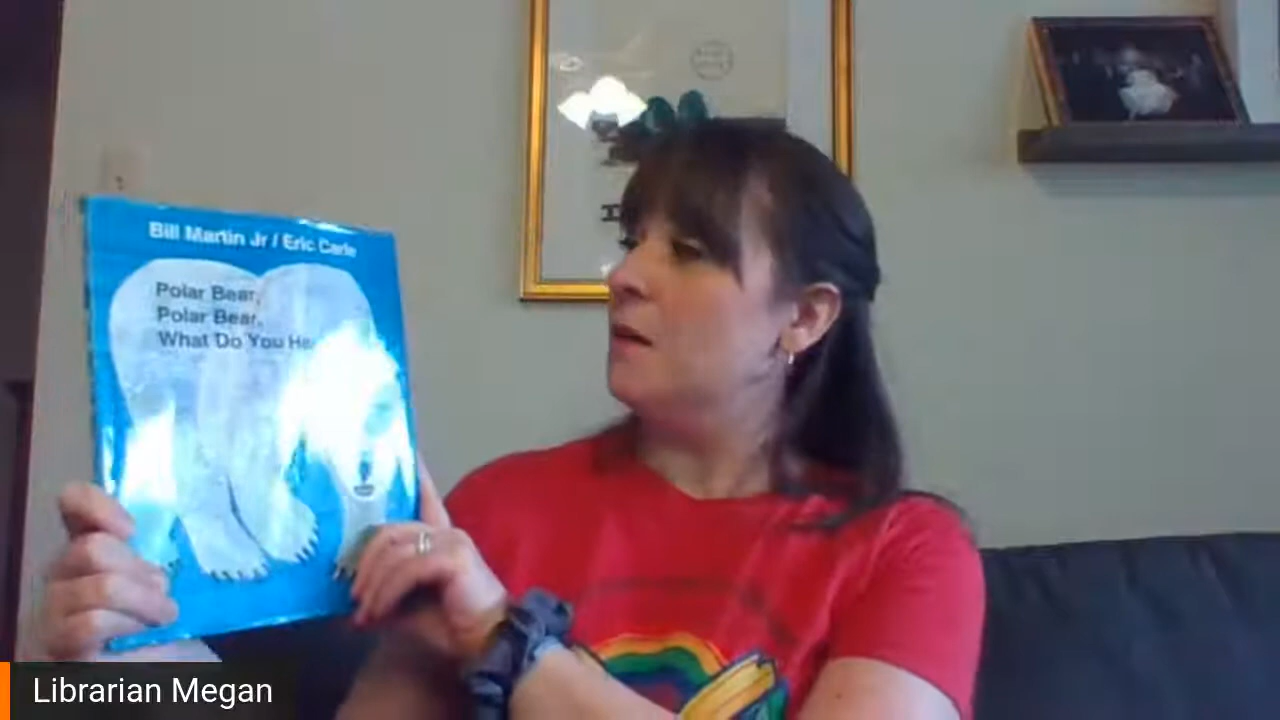 Bill Martin Jr / Eric Carle
Polar Bear,
Polar Bear,
What Do You
Librarian Megan